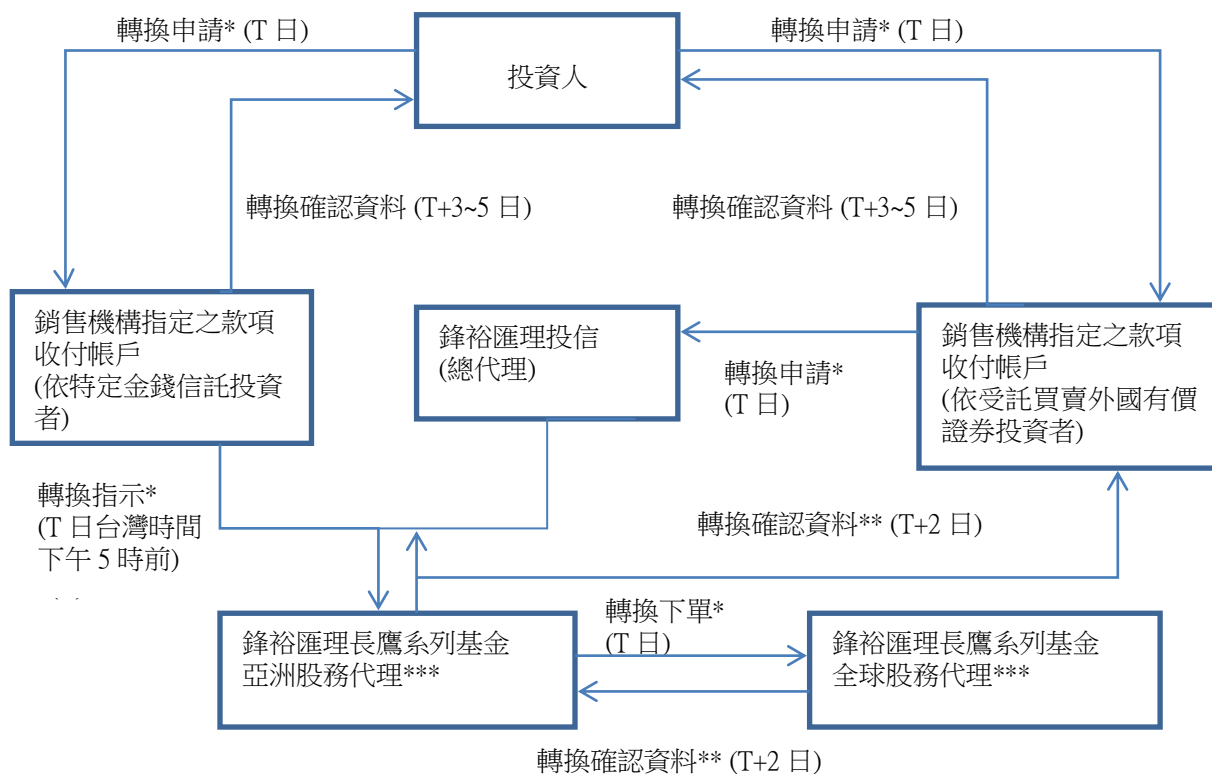 轉換申請* (T 日)
轉換申請* (T 日)
投資人
轉換確認資料 (T+3~5 日)
轉換確認資料 (T+3~5 日)
銷售機構指定之款項
收付帳戶
(依特定金錢信託投資
者)
鋒裕匯理投信
(總代理)
銷售機構指定之款項
收付帳戶
(依受託買賣外國有價
證券投資者)
轉換申請*
(T 日)
轉換指示*
(T 日台灣時間
下午 5 時前)
轉換確認資料** (T+2 日)
鋒裕匯理長鷹系列基金
亞洲股務代理***
轉換下單*
(T 日)
鋒裕匯理長鷹系列基金
全球股務代理***
轉換確認資料** (T+2 日)